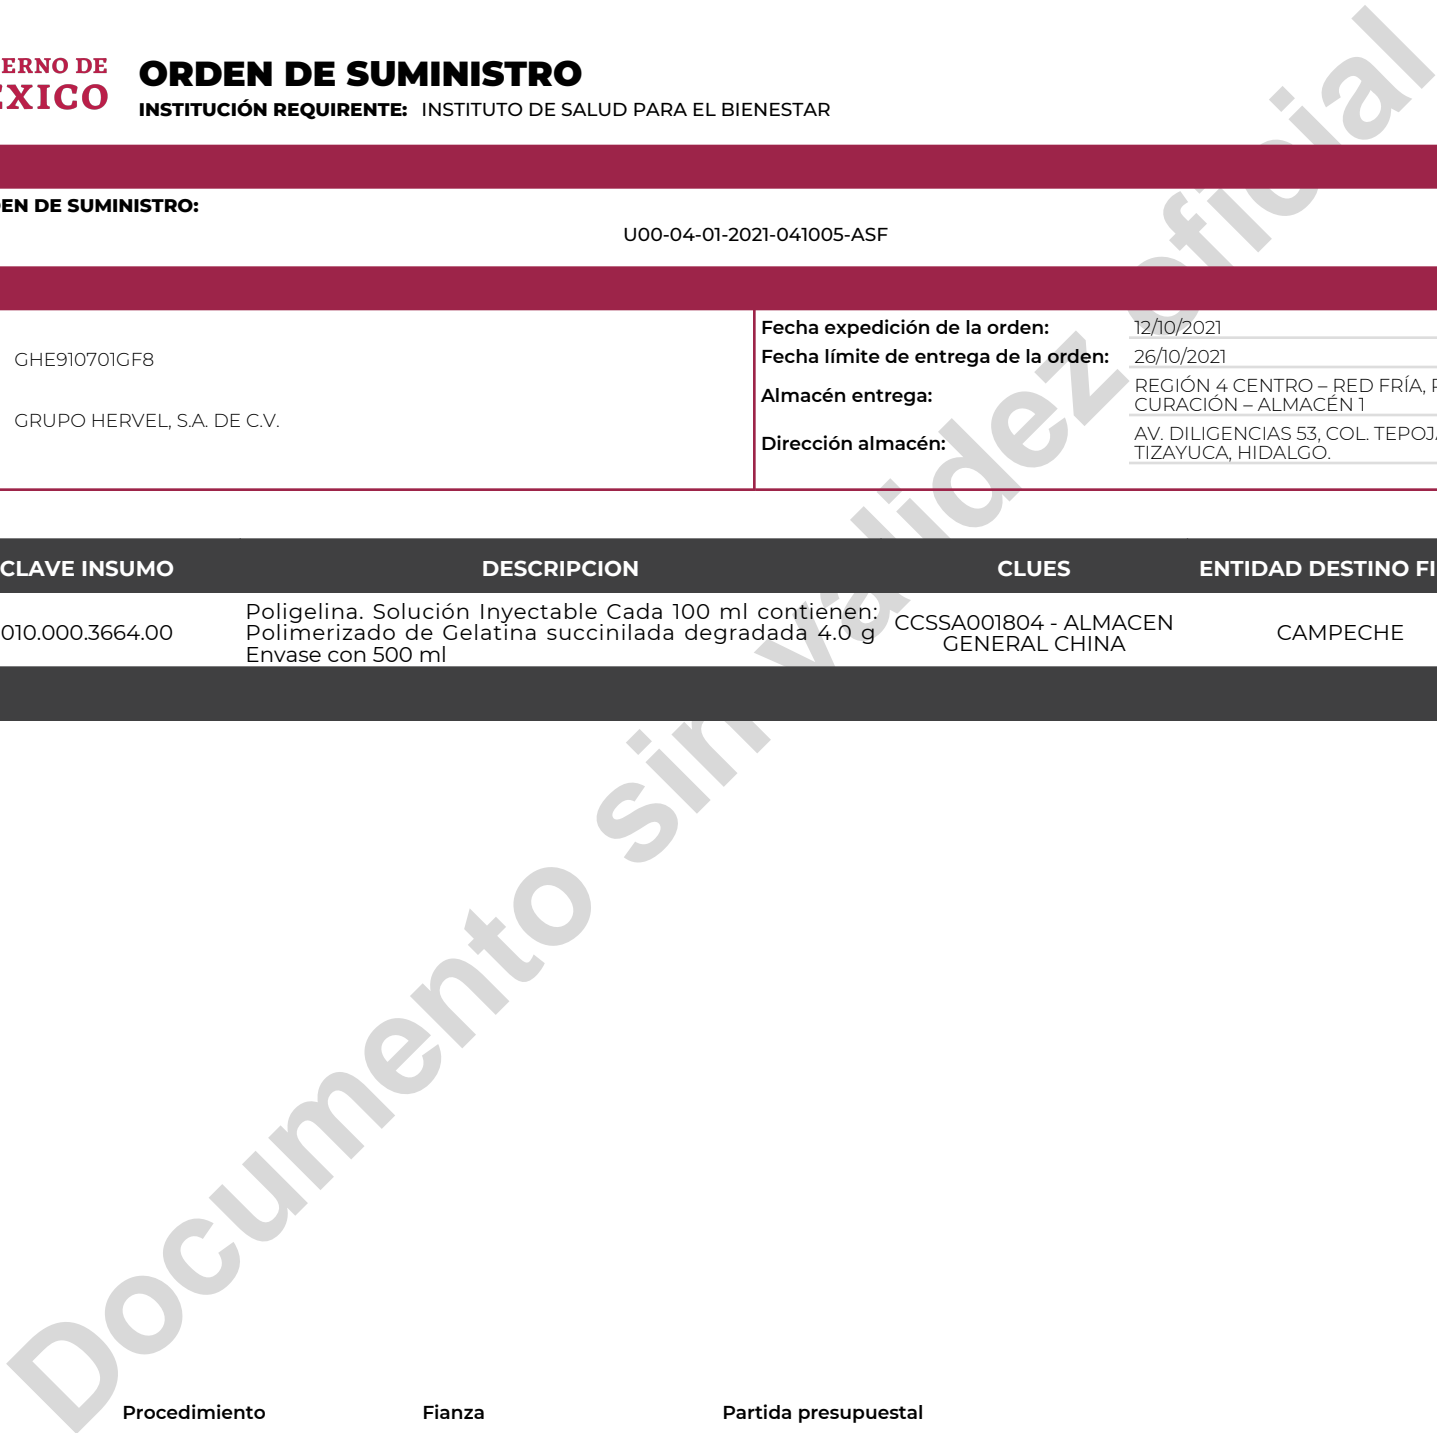 ERNO DE
ORDEN DE SUMINISTRO
EXICO
INSTITUCIÓN REQUIRENTE: INSTITUTO DE SALUD PARA EL BIENESTAR
EN DE SUMINISTRO:
U00-04-01-2021-041005-ASF
GHE910701GF8
GRUPO HERVEL, S.A. DE C.V.
Fecha expedición de la orden: 12/10/2021
Fecha límite de entrega de la orden: 26/10/2021
Almacén entrega: REGIÓN 4 CENTRO – RED FRÍA,
CURACIÓN – ALMACÉN 1
Dirección almacén: AV. DILIGENCIAS 53, COL. TEPOJ
TIZAYUCA, HIDALGO.
CLAVE INSUMO DESCRIPCION CLUES ENTIDAD DESTINO FI
010.000.3664.00
Poligelina. Solución Inyectable Cada 100 ml contienen:
Polimerizado de Gelatina succinilada degradada 4.0 g
Envase con 500 ml
CCSSA001804 - ALMACEN
GENERAL CHINA
CAMPECHE
Documento sin validez oficial
Procedimiento Fianza Partida presupuestal